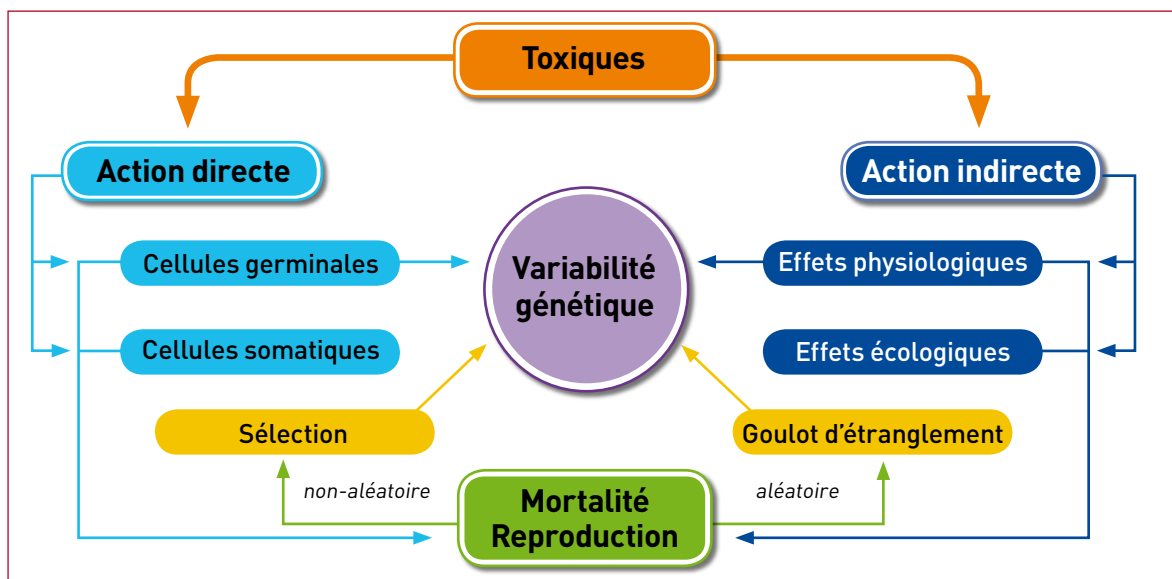 Toxiques
Action directe
Action indirecte
Cellules germinales
Variabilité
génétique
Effets physiologiques
Cellules somatiques
Effets écologiques
Sélection
Goulot d'étranglement
non-aléatoire
Mortalité
Reproduction
aléatoire